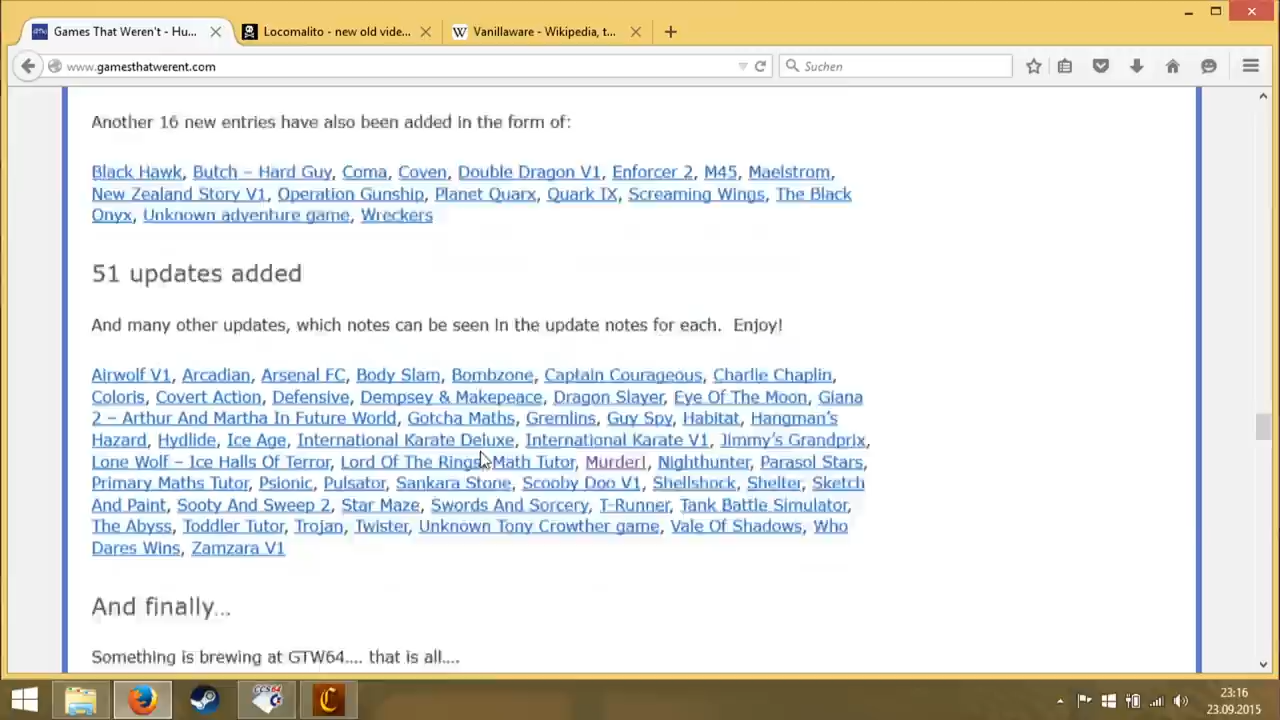 Games That Weren't - Hu...
Locomalito - new old vide...
Vanillaware - Wikipedia, t...
www.gamesthatwerent.com
Suchen
Another 16 new entries have also been added in the form of:
Black Hawk, Butch – Hard Guy, Coma, Coven, Double Dragon V1, Enforcer 2, M45, Maelstrom,
New Zealand Story V1, Operation Gunship, Planet Quarx, Quark IX, Screaming Wings, The Black
Onyx, Unknown adventure game, Wreckers
51 updates added
And many other updates, which notes can be seen in the update notes for each. Enjoy!
Airwolf V1, Arcadian, Arsenal FC, Body Slam, Bombzone, Captain Courageous, Charlie Chaplin,
Coloris, Covert Action, Defensive, Dempsey & Makepeace, Dragon Slayer, Eye Of The Moon, Giana
2 – Arthur And Martha In Future World, Gotcha Maths, Gremlins, Guy Spy, Habitat, Hangman's
Hazard, Hydlide, Ice Age, International Karate Deluxe, International Karate V1, Jimmy's Grandprix,
Lone Wolf – Ice Halls Of Terror, Lord Of The Rings, Math Tutor, Murder!, Nighthunter, Parasol Stars,
Primary Maths Tutor, Psionic, Pulsator, Sankara Stone, Scooby Doo V1, Shellshock, Shelter, Sketch
And Paint, Sooty And Sweep 2, Star Maze, Swords And Sorcery, T-Runner, Tank Battle Simulator,
The Abyss, Toddler Tutor, Trojan, Twister, Unknown Tony Crowther game, Vale Of Shadows, Who
Dares Wins, Zamzara V1
And finally...
Something is brewing at GTW64.... that is all....
CCS64
23:16
23.09.2015